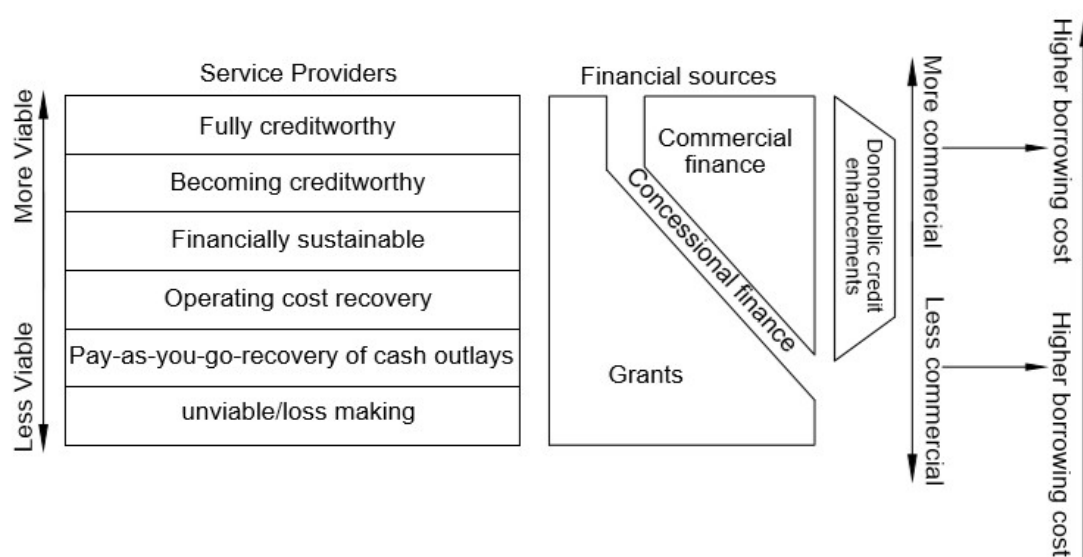 Service Providers
Financial sources
More Viable
Less Viable
Fully creditworthy
Becoming creditworthy
Financially sustainable
Operating cost recovery
Pay-as-you-go-recovery of cash outlays
unviable/loss making
Commercial
finance
Concessional finance
Grants
Dononpublic credit
enhancements
More commercial
Less commercial
Higher borrowing cost
Higher borrowing cost